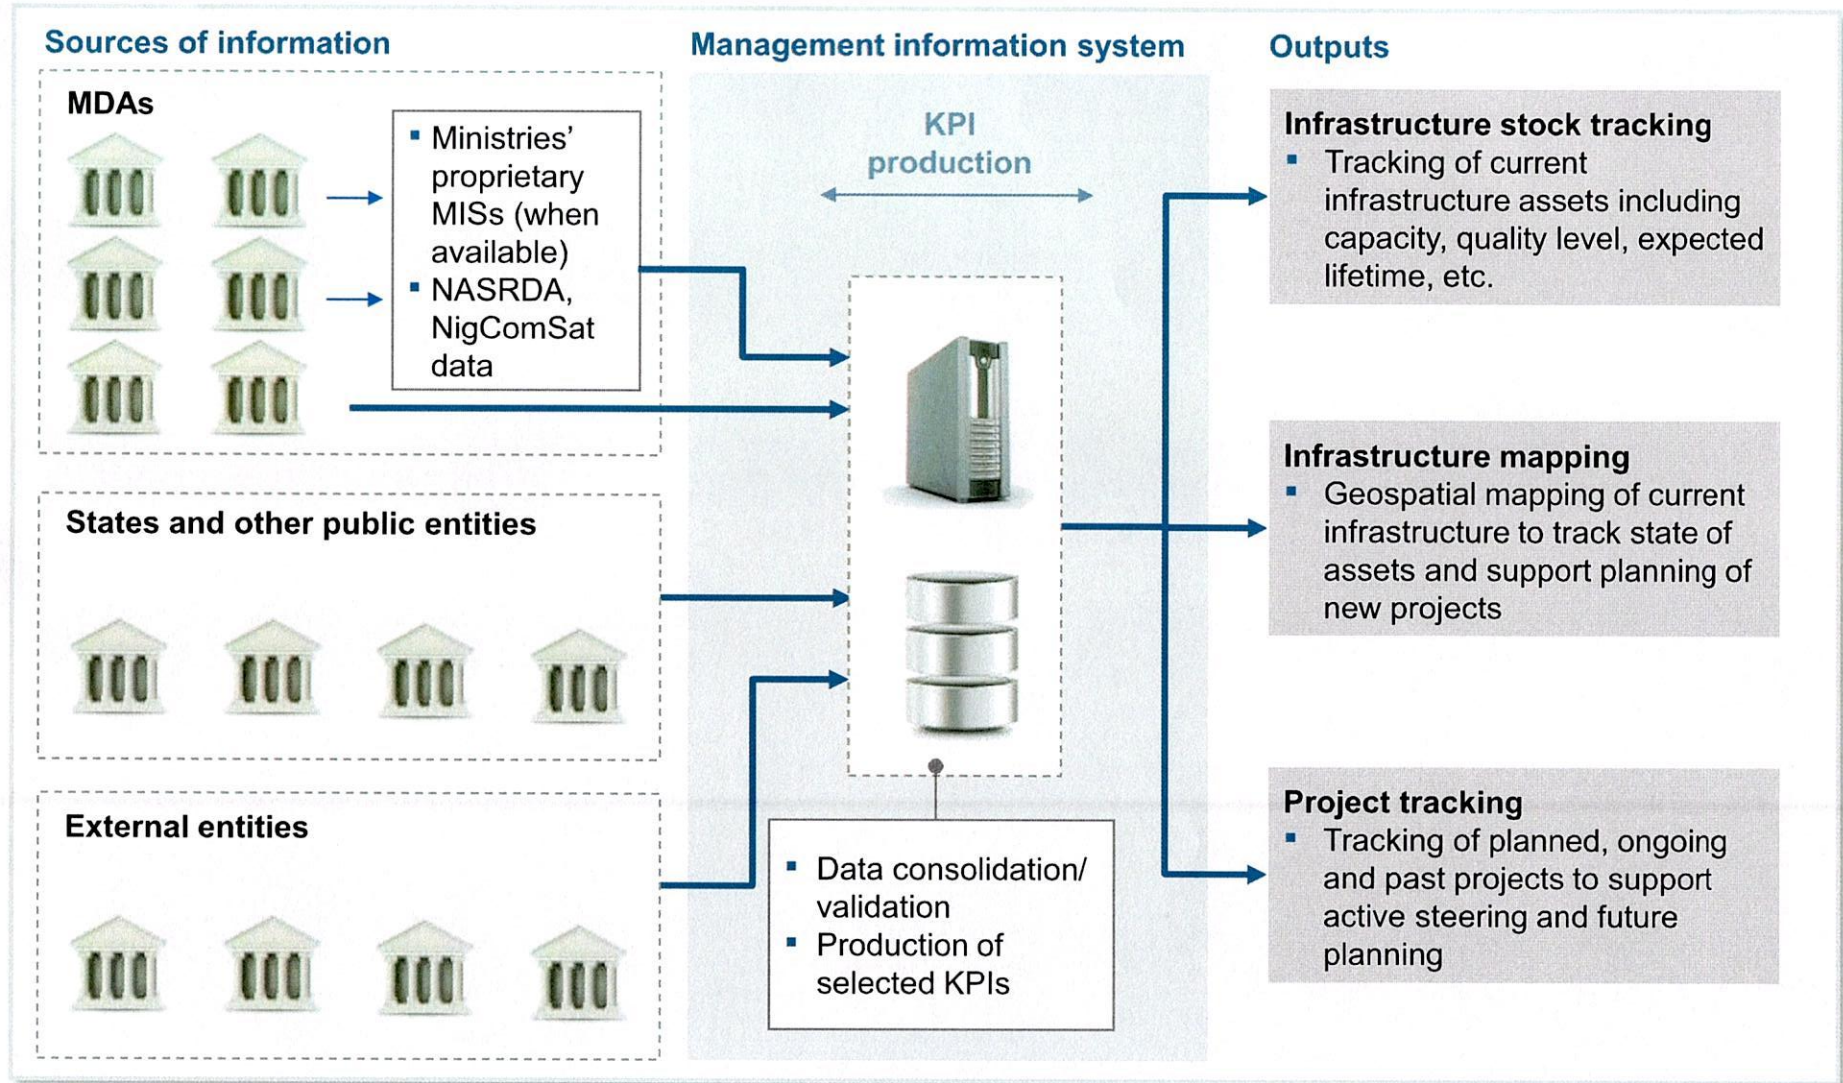 Sources of information
MDAs
▪ Ministries’
proprietary
MISs (when
available)
▪ NASRDA,
NigComSat
data
States and other public entities
External entities
Management information system
KPI
production
▪ Data consolidation/
validation
▪ Production of
selected KPIs
Outputs
Infrastructure stock tracking
▪ Tracking of current
infrastructure assets including
capacity, quality level, expected
lifetime, etc.
Infrastructure mapping
▪ Geospatial mapping of current
infrastructure to track state of
assets and support planning of
new projects
Project tracking
▪ Tracking of planned, ongoing
and past projects to support
active steering and future
planning